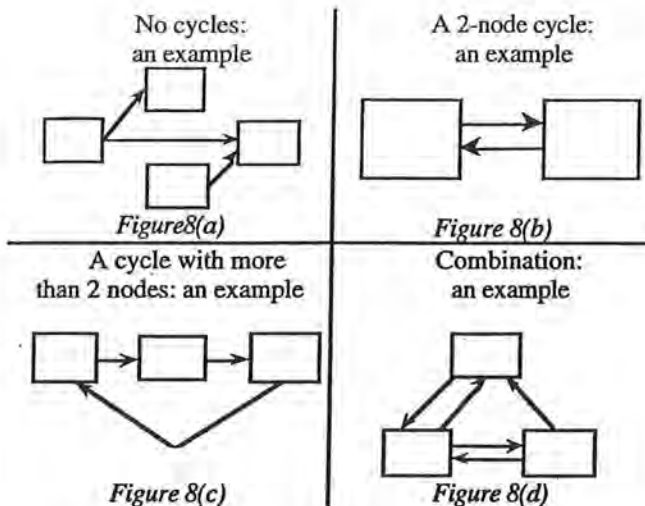 No cycles:
an example
Figure8(a)
A 2-node cycle:
an example
Figure 8(b)
A cycle with more
than 2 nodes: an example
Figure 8(c)
Combination:
an example
Figure 8(d)